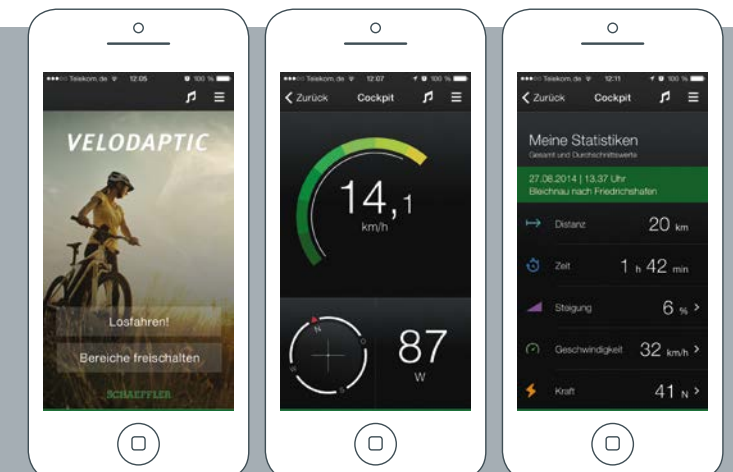 Telekom.de 12:05 100 %
VELODAPTIC
Losfahren!
Bereiche freischalten
SCHAEFFLER
Telekom.de 12:07 100 %
Zurück Cockpit
14,1
km/h
N
O
W
S
87
W
Telekom.de 12:11 100 %
Zurück Cockpit
Meine Statistiken
Gesamt und Durchschnittswerte
27.08.2014 | 13.37 Uhr
Bleichnau nach Friedrichshafen
Distanz 20 km
Zeit 1 h 42 min
Steigung 6 %
Geschwindigkeit 32 km/h
Kraft 41 N